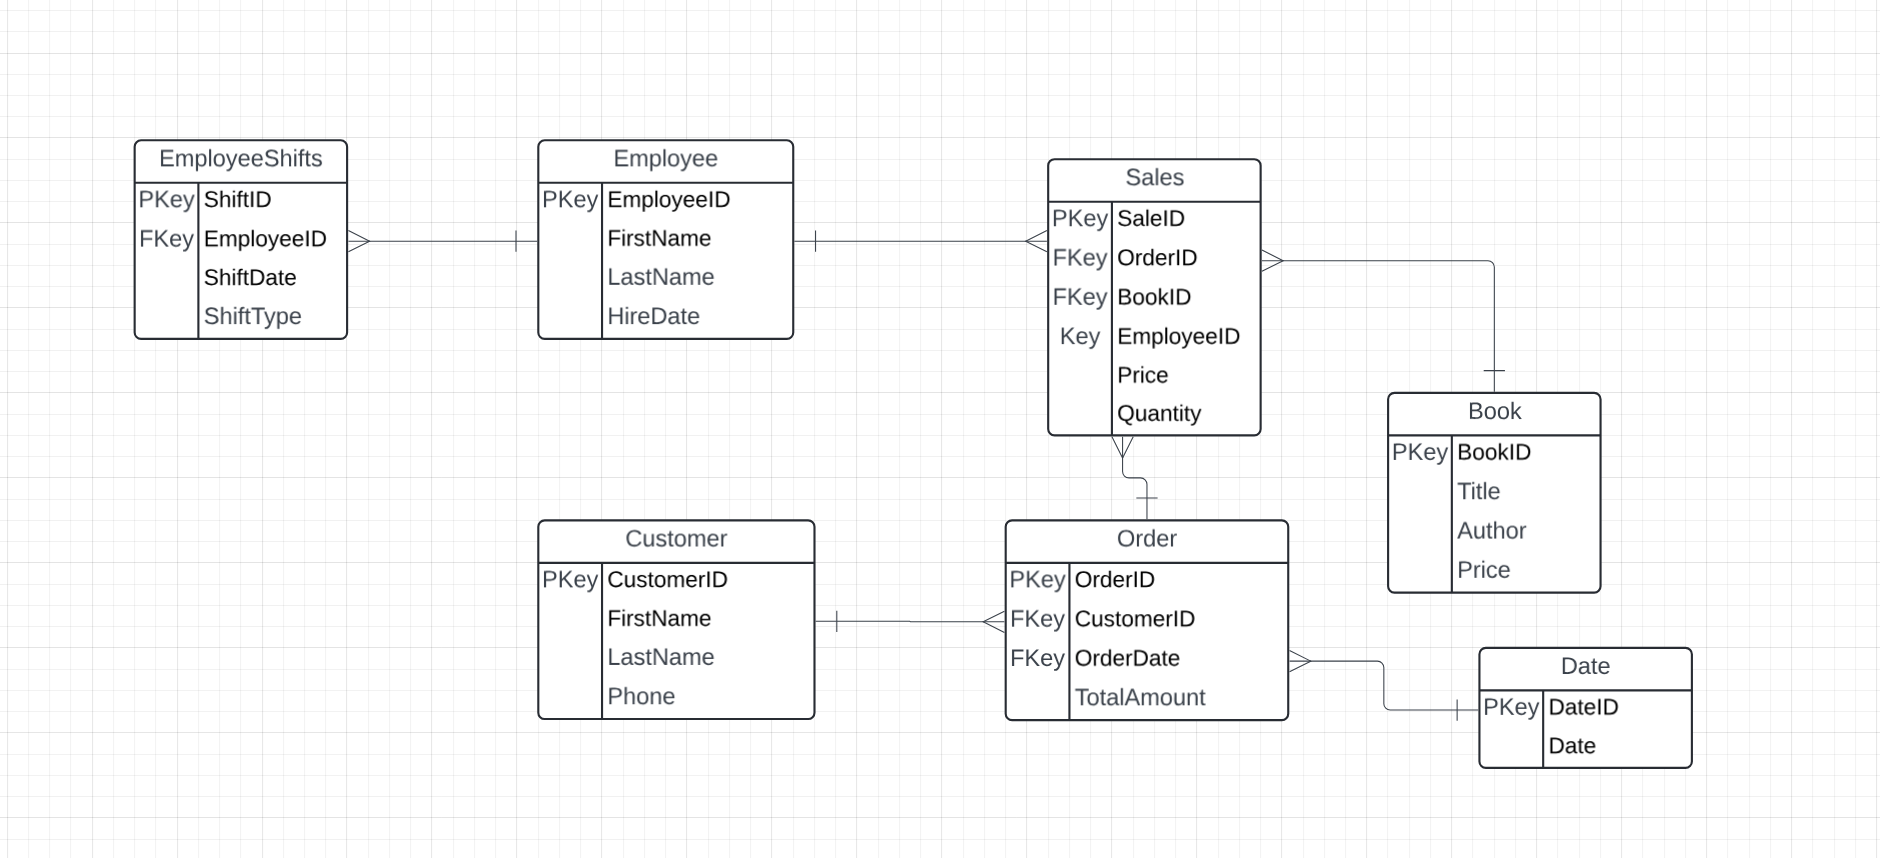 EmployeeShifts
PKey ShiftID
FKey EmployeeID
ShiftDate
ShiftType
Employee
PKey EmployeeID
FirstName
LastName
HireDate
Sales
PKey SaleID
FKey OrderID
FKey BookID
Key EmployeeID
Price
Quantity
Book
PKey BookID
Title
Author
Price
Customer
PKey CustomerID
FirstName
LastName
Phone
Order
PKey OrderID
FKey CustomerID
FKey OrderDate
TotalAmount
Date
PKey DateID
Date